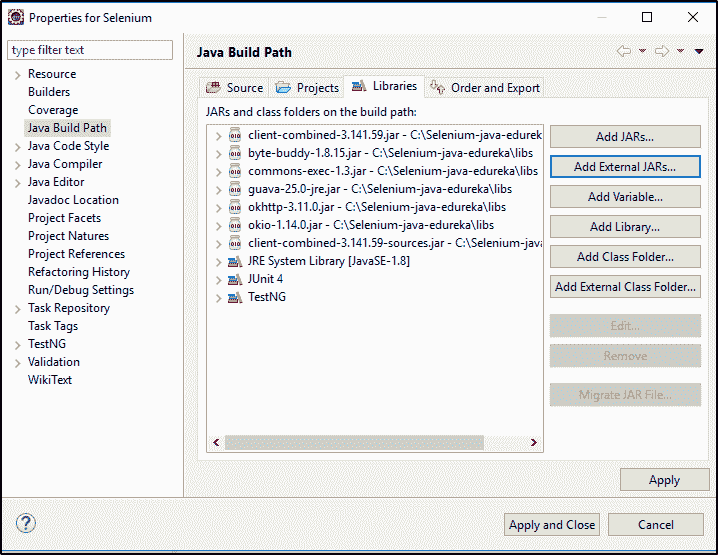 Properties for Selenium
type filter text
Resource
Builders
Coverage
Java Build Path
Java Code Style
Java Compiler
Java Editor
Javadoc Location
Project Facets
Project Natures
Project References
Refactoring History
Run/Debug Settings
Task Repository
Task Tags
TestNG
Validation
WikiText
Java Build Path
Source
Projects
Libraries
Order and Export
JARs and class folders on the build path:
client-combined-3.141.59.jar - C:\Selenium-java-edurek
byte-buddy-1.8.15.jar - C:\Selenium-java-edureka\libs
commons-exec-1.3.jar - C:\Selenium-java-edureka\libs
guava-25.0-jre.jar - C:\Selenium-java-edureka\libs
okhttp-3.11.0.jar - C:\Selenium-java-edureka\libs
okio-1.14.0.jar - C:\Selenium-java-edureka\libs
client-combined-3.141.59-sources.jar - C:\Selenium-java
JRE System Library [JavaSE-1.8]
JUnit 4
TestNG
Add JARs...
Add External JARs...
Add Variable...
Add Library...
Add Class Folder...
Add External Class Folder...
Edit...
Remove
Migrate JAR File...
Apply
?
Apply and Close
Cancel